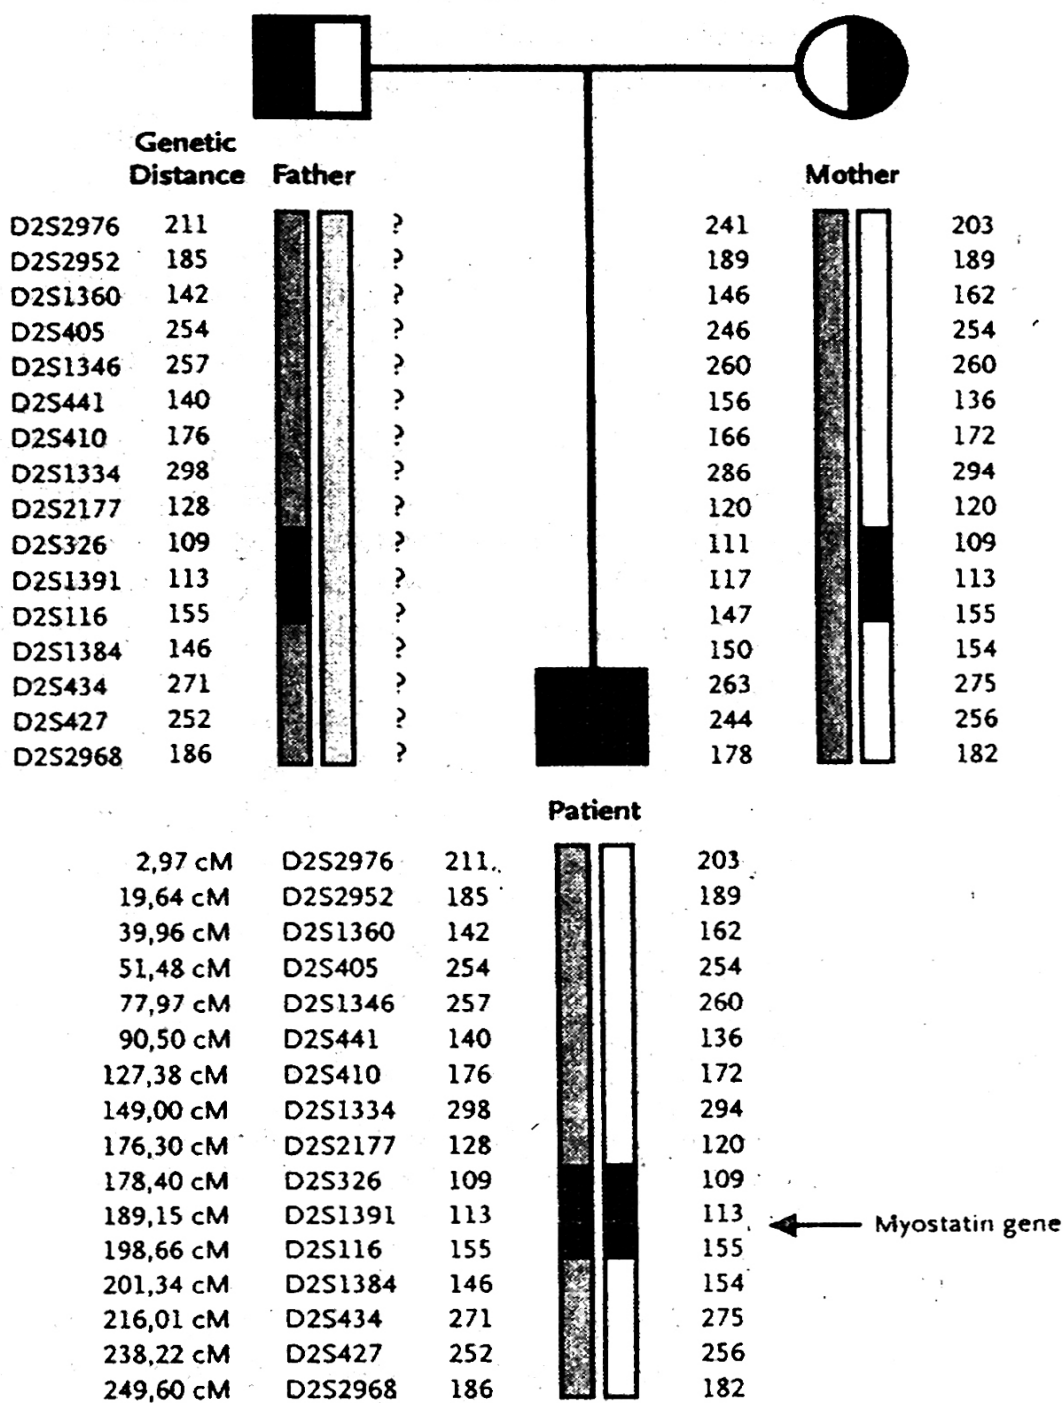 Genetic
Distance Father Mother
D2S2976 211 ? 241 203
D2S2952 185 ? 189 189
D2S1360 142 ? 146 162
D2S405 254 ? 246 254
D2S1346 257 ? 260 260
D2S441 140 ? 156 136
D2S410 176 ? 166 172
D2S1334 298 ? 286 294
D2S2177 128 ? 120 120
D2S326 109 ? 111 109
D2S1391 113 ? 117 113
D2S116 155 ? 147 155
D2S1384 146 ? 150 154
D2S434 271 ? 263 275
D2S427 252 ? 244 256
D2S2968 186 ? 178 182
Patient
2,97 cM D2S2976 211 203
19,64 cM D2S2952 185 189
39,96 cM D2S1360 142 162
51,48 cM D2S405 254 254
77,97 cM D2S1346 257 260
90,50 cM D2S441 140 136
127,38 cM D2S410 176 172
149,00 cM D2S1334 298 294
176,30 cM D2S2177 128 120
178,40 cM D2S326 109 109
189,15 cM D2S1391 113 113 Myostatin gene
198,66 cM D2S116 155 155
201,34 cM D2S1384 146 154
216,01 cM D2S434 271 275
238,22 cM D2S427 252 256
249,60 cM D2S2968 186 182